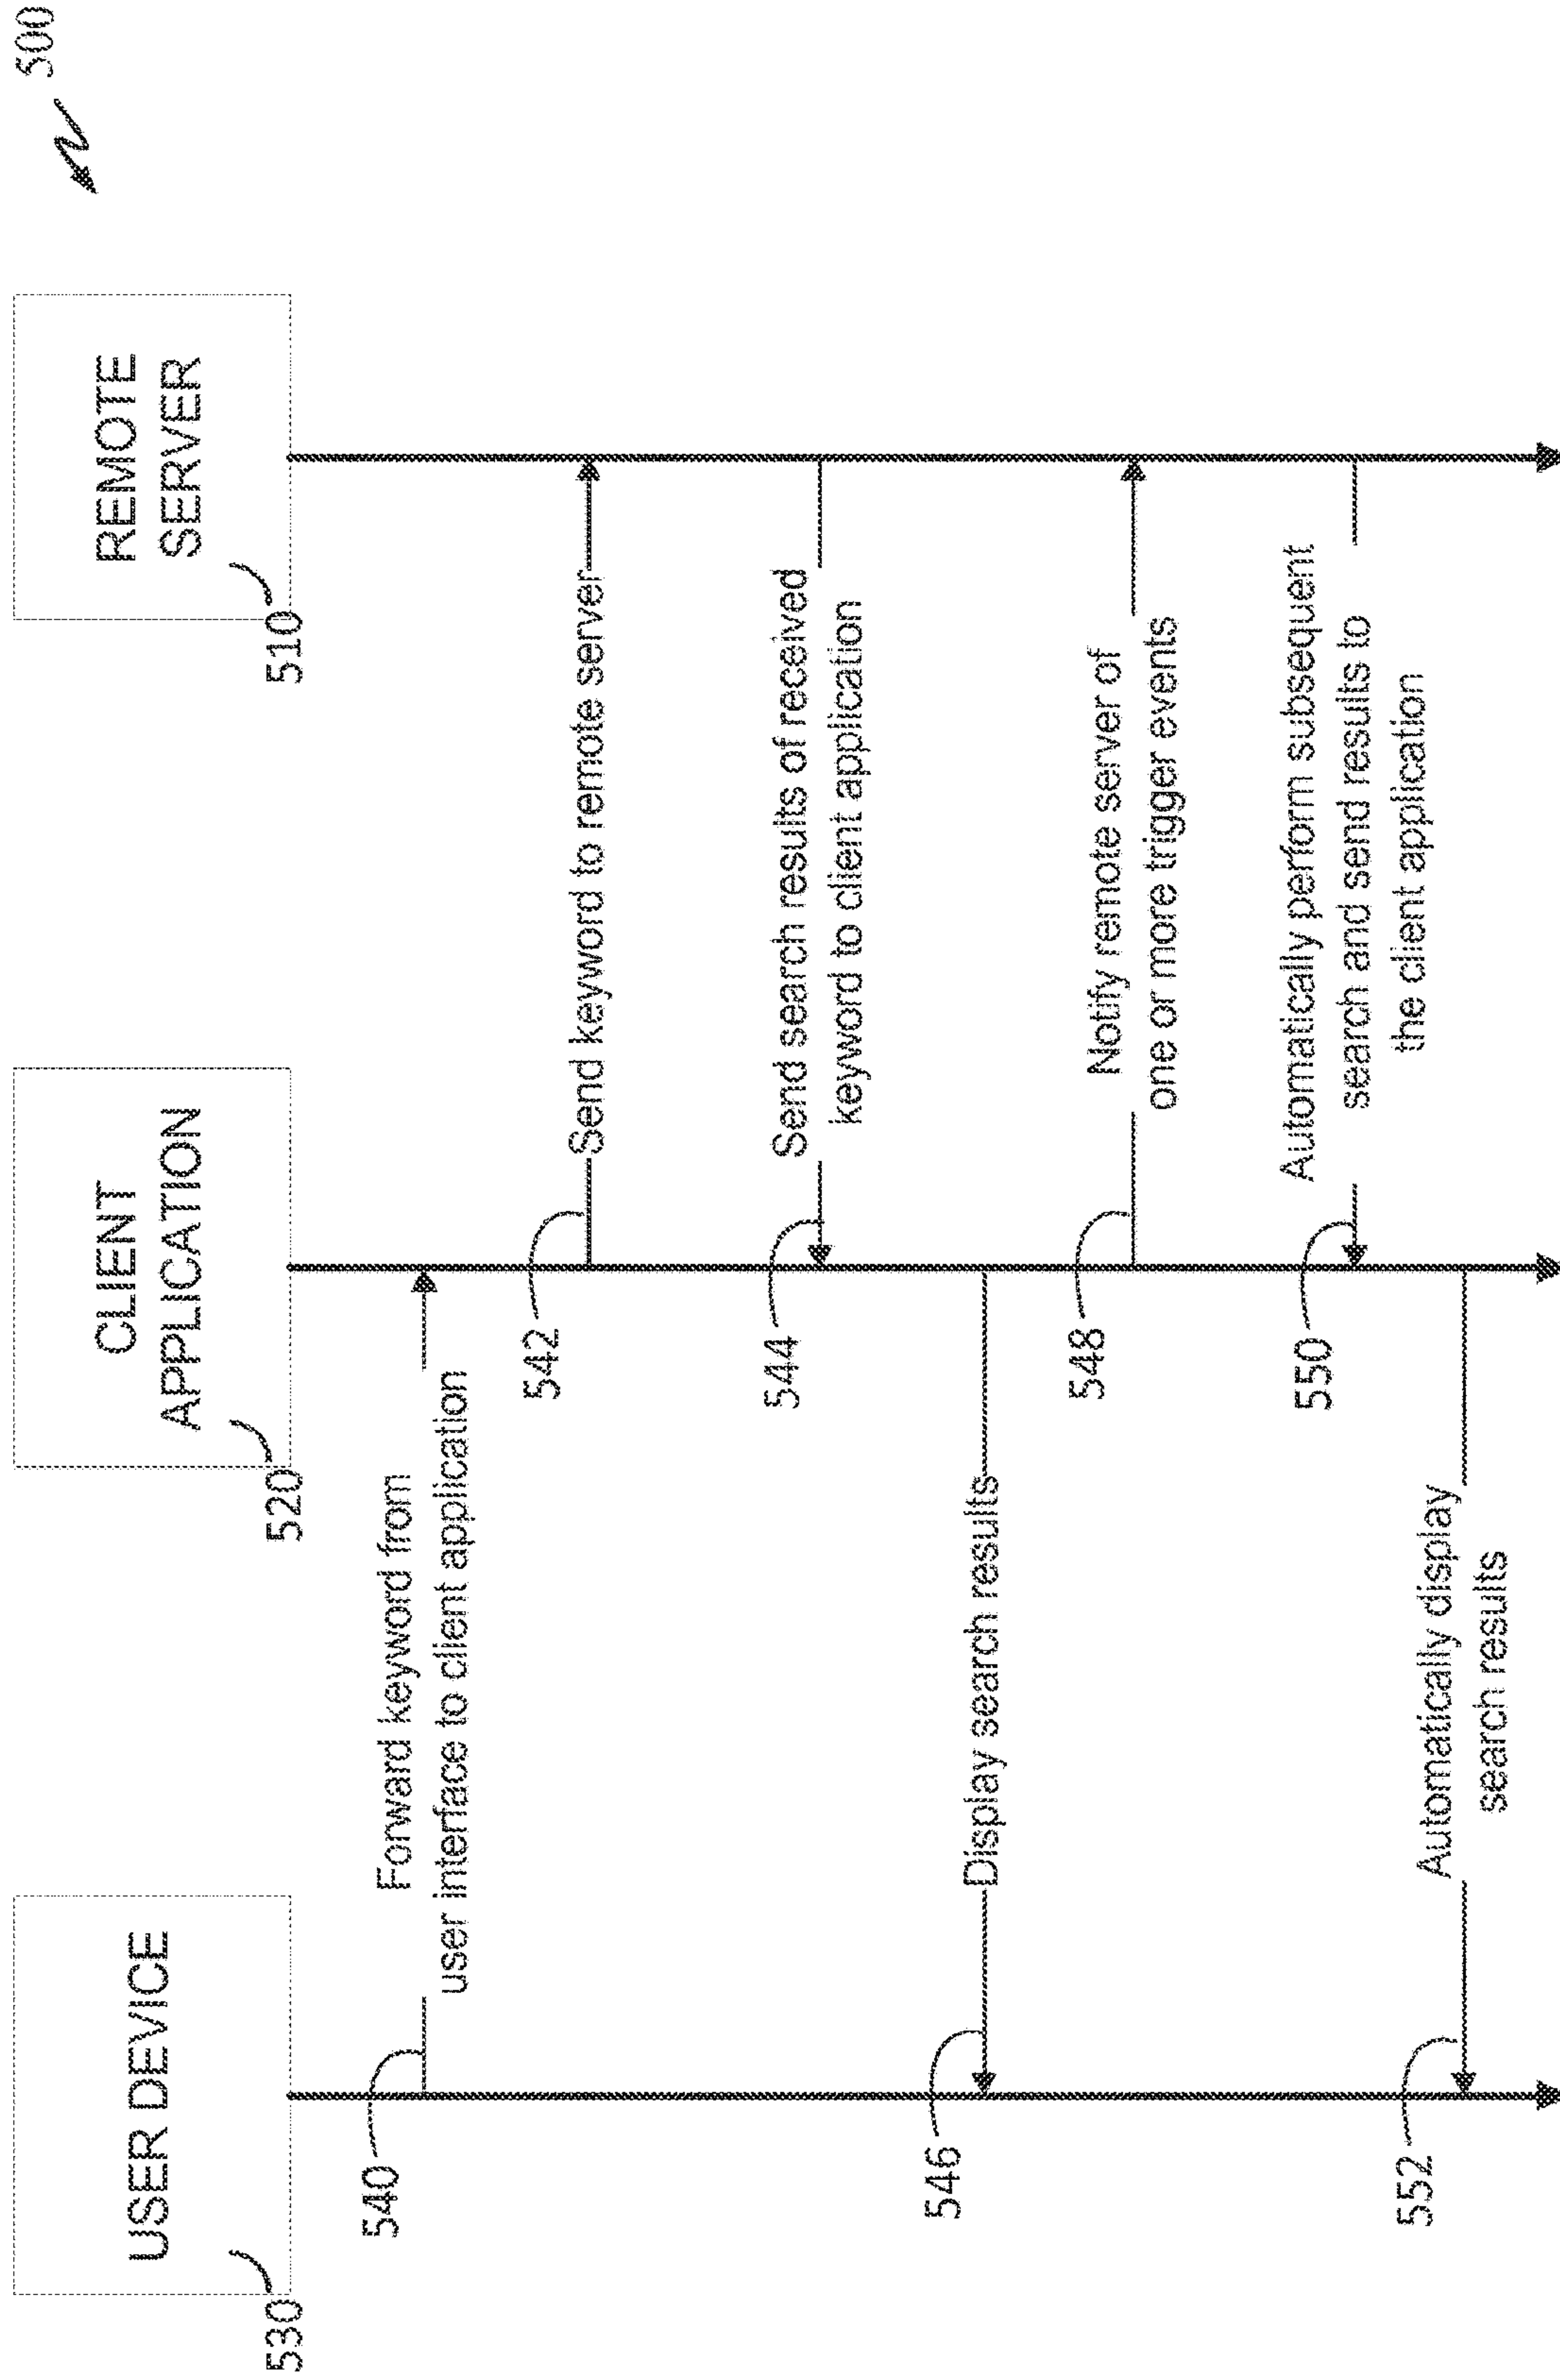 500
USER DEVICE
530
CLIENT
APPLICATION
520
REMOTE
SERVER
510
540
Forward keyword from
user interface to client application
542
Send keyword to remote server
544
Send search results of received
keyword to client application
546
Display search results
548
Notify remote server of
one or more trigger events
550
Automatically perform subsequent
search and send results to
the client application
552
Automatically display
search results